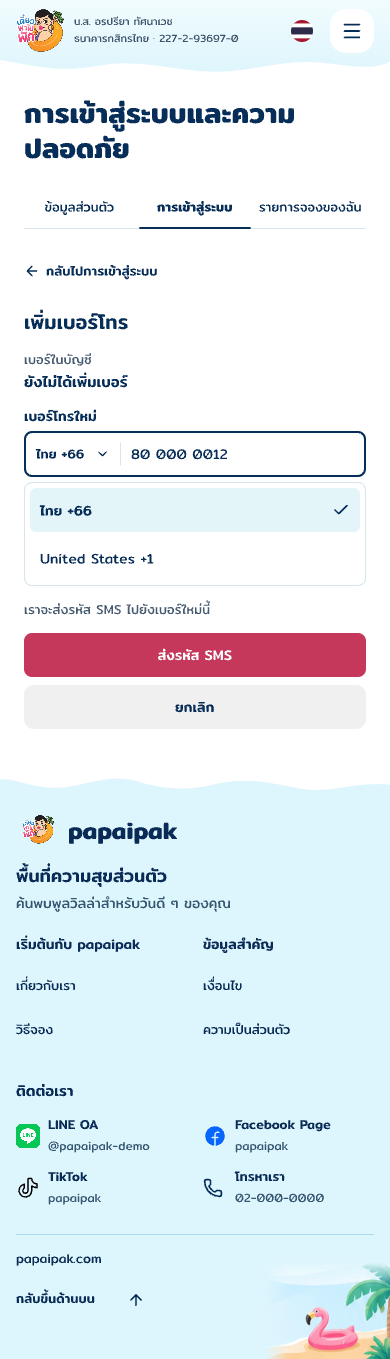 น.ส. อรปรียา ทัศนาเวช
ธนาคารกสิกรไทย · 227-2-93697-0
การเข้าสู่ระบบและความ
ปลอดภัย
ข้อมูลส่วนตัว
การเข้าสู่ระบบ
รายการจองของฉัน
กลับไปการเข้าสู่ระบบ
เพิ่มเบอร์โทร
เบอร์ในบัญชี
ยังไม่ได้เพิ่มเบอร์
เบอร์โทรใหม่
ไทย +66 80 000 0012
ไทย +66
United States +1
เราจะส่งรหัส SMS ไปยังเบอร์ใหม่นี้
ส่งรหัส SMS
ยกเลิก
papaipak
พื้นที่ความสุขส่วนตัว
ค้นพบพูลวิลล่าสำหรับวันดี ๆ ของคุณ
เริ่มต้นกับ papaipak
ข้อมูลสำคัญ
เกี่ยวกับเรา
เงื่อนไข
วิธีจอง
ความเป็นส่วนตัว
ติดต่อเรา
LINE OA
@papaipak-demo
Facebook Page
papaipak
TikTok
papaipak
โทรหาเรา
02-000-0000
papaipak.com
กลับขึ้นด้านบน